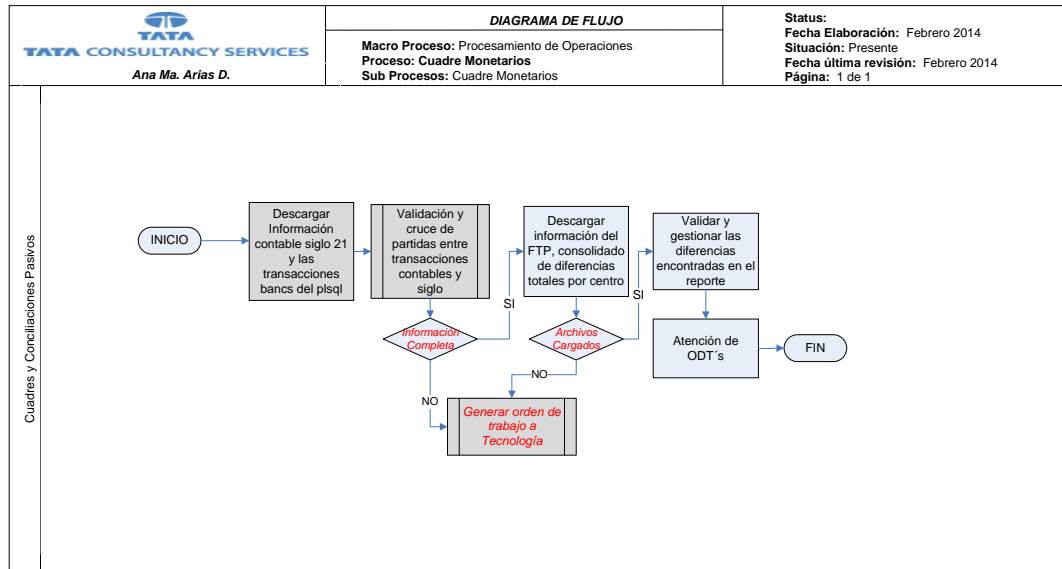 TATA
TATA CONSULTANCY SERVICES
Ana Ma. Arias D.
DIAGRAMA DE FLUJO
Macro Proceso: Procesamiento de Operaciones
Proceso: Cuadre Monetarios
Sub Procesos: Cuadre Monetarios
Status:
Fecha Elaboración: Febrero 2014
Situación: Presente
Fecha última revisión: Febrero 2014
Página: 1 de 1
Cuadres y Conciliaciones Pasivos
INICIO
Descargar
Información
contable siglo 21
y las
transacciones
bancs del plsql
Validación y
cruce de
partidas entre
transacciones
contables y
siglo
Información
Completa
SI
NO
Descargar
información del
FTP, consolidado
de diferencias
totales por centro
Archivos
Cargados
SI
NO
Generar orden de
trabajo a
Tecnología
Validar y
gestionar las
diferencias
encontradas en el
reporte
Atención de
ODT´s
FIN